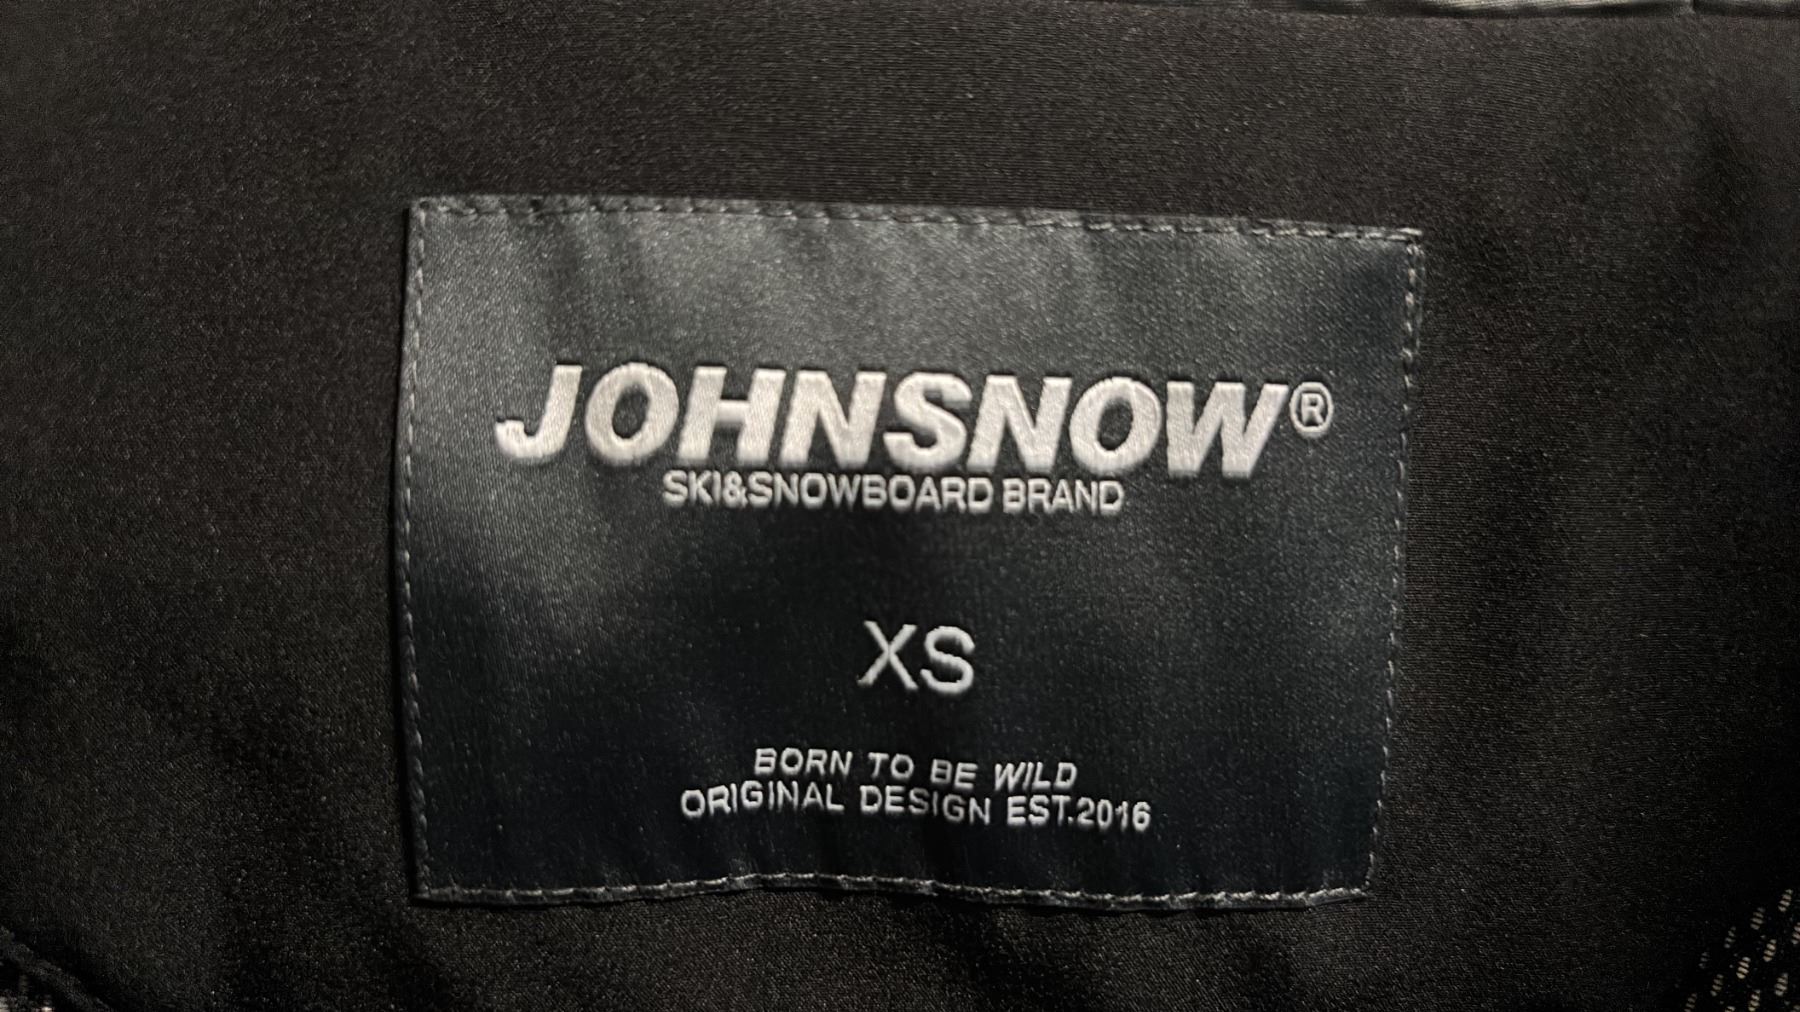 JOHNSNOW®
SKI&SNOWBOARD BRAND
XS
BORN TO BE WILD
ORIGINAL DESIGN EST.2016